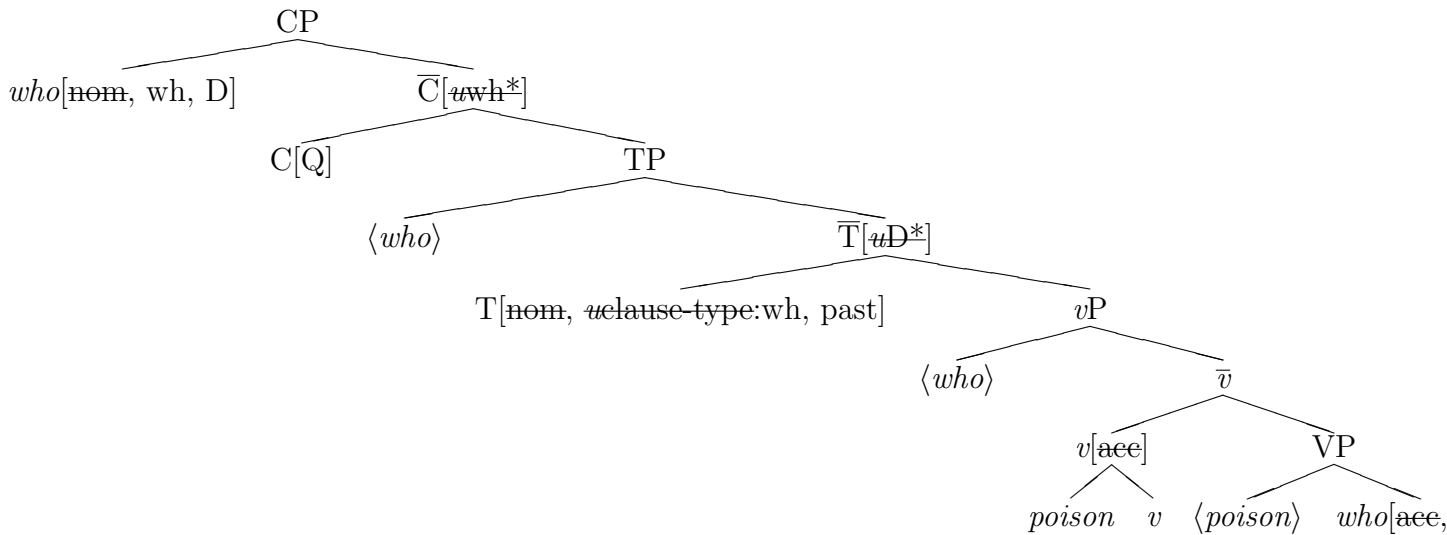 CP
who[nom, wh, D] C̅[uwh*]
C[Q] TP
⟨who⟩ T̅[uD*]
T[nom, uclause-type:wh, past] vP
⟨who⟩ v̅
v[acc] VP
poison v ⟨poison⟩ who[acc,